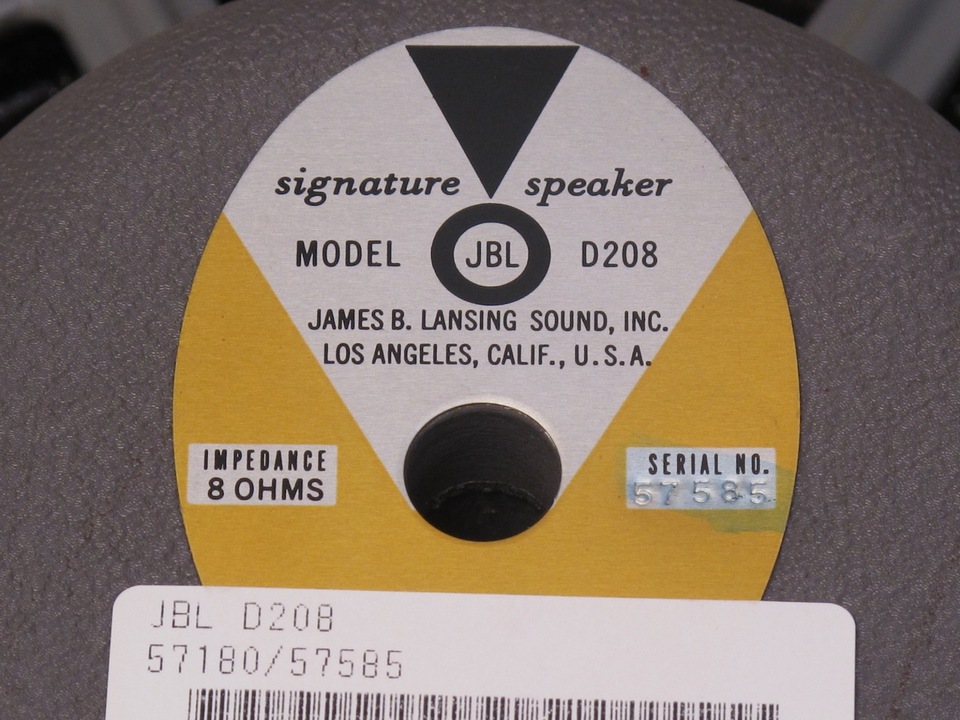 signature speaker
MODEL JBL D208
JAMES B. LANSING SOUND, INC.
LOS ANGELES, CALIF., U.S.A.
IMPEDANCE
8 OHMS
SERIAL NO.
57585
JBL D208
57180/57585